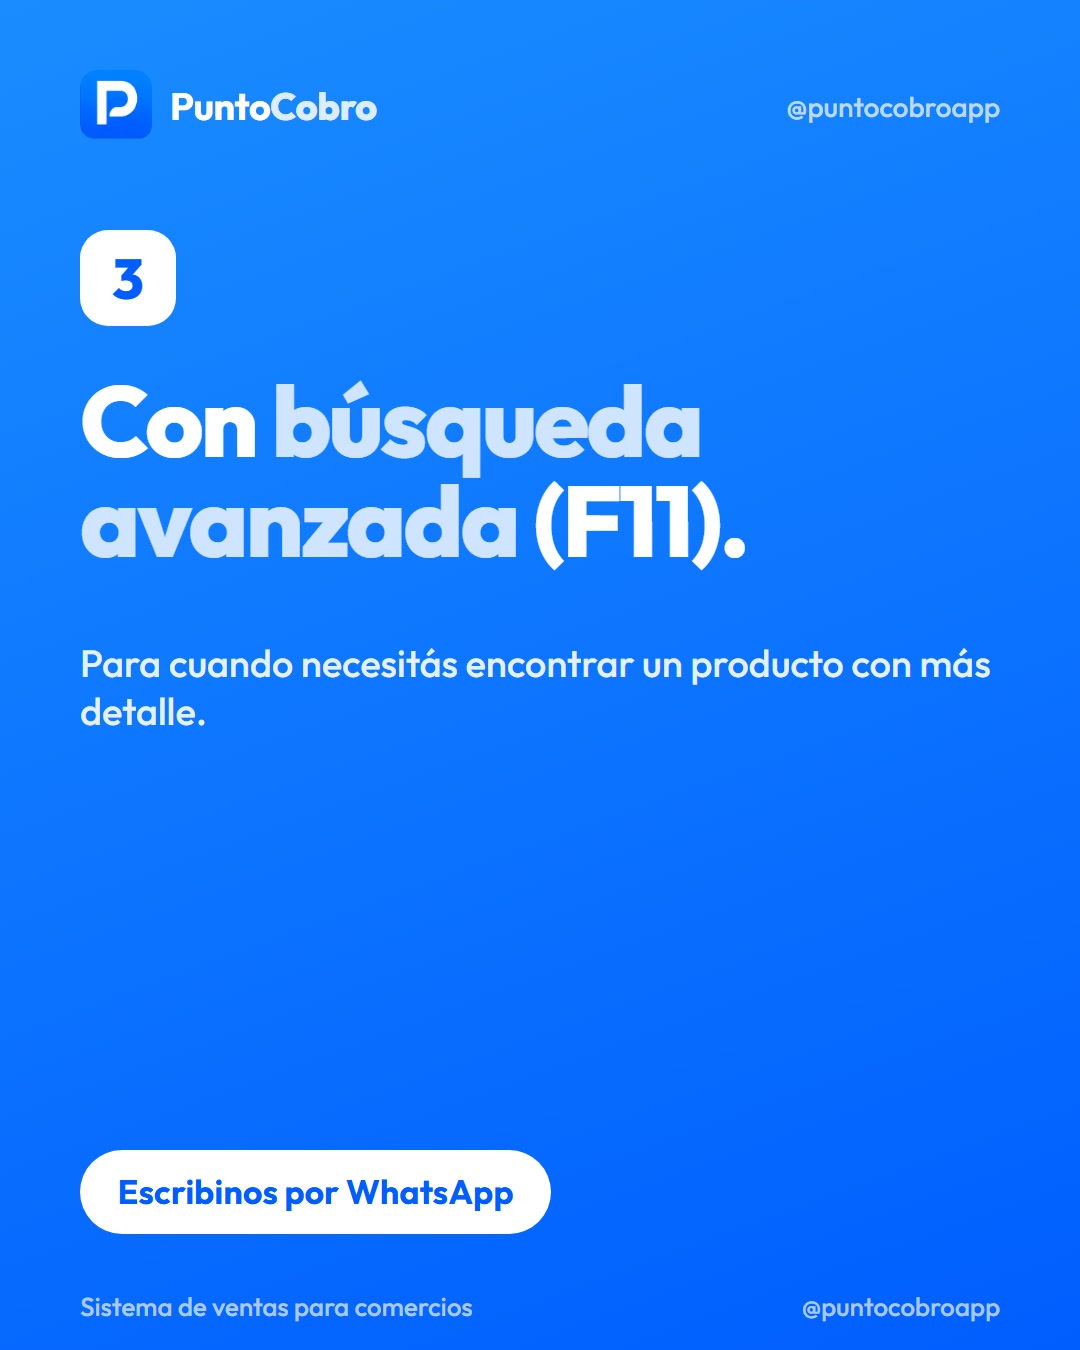 PuntoCobro
@puntocobroapp
3
Con búsqueda
avanzada (F11).
Para cuando necesitás encontrar un producto con más
detalle.
Escribinos por WhatsApp
Sistema de ventas para comercios
@puntocobroapp